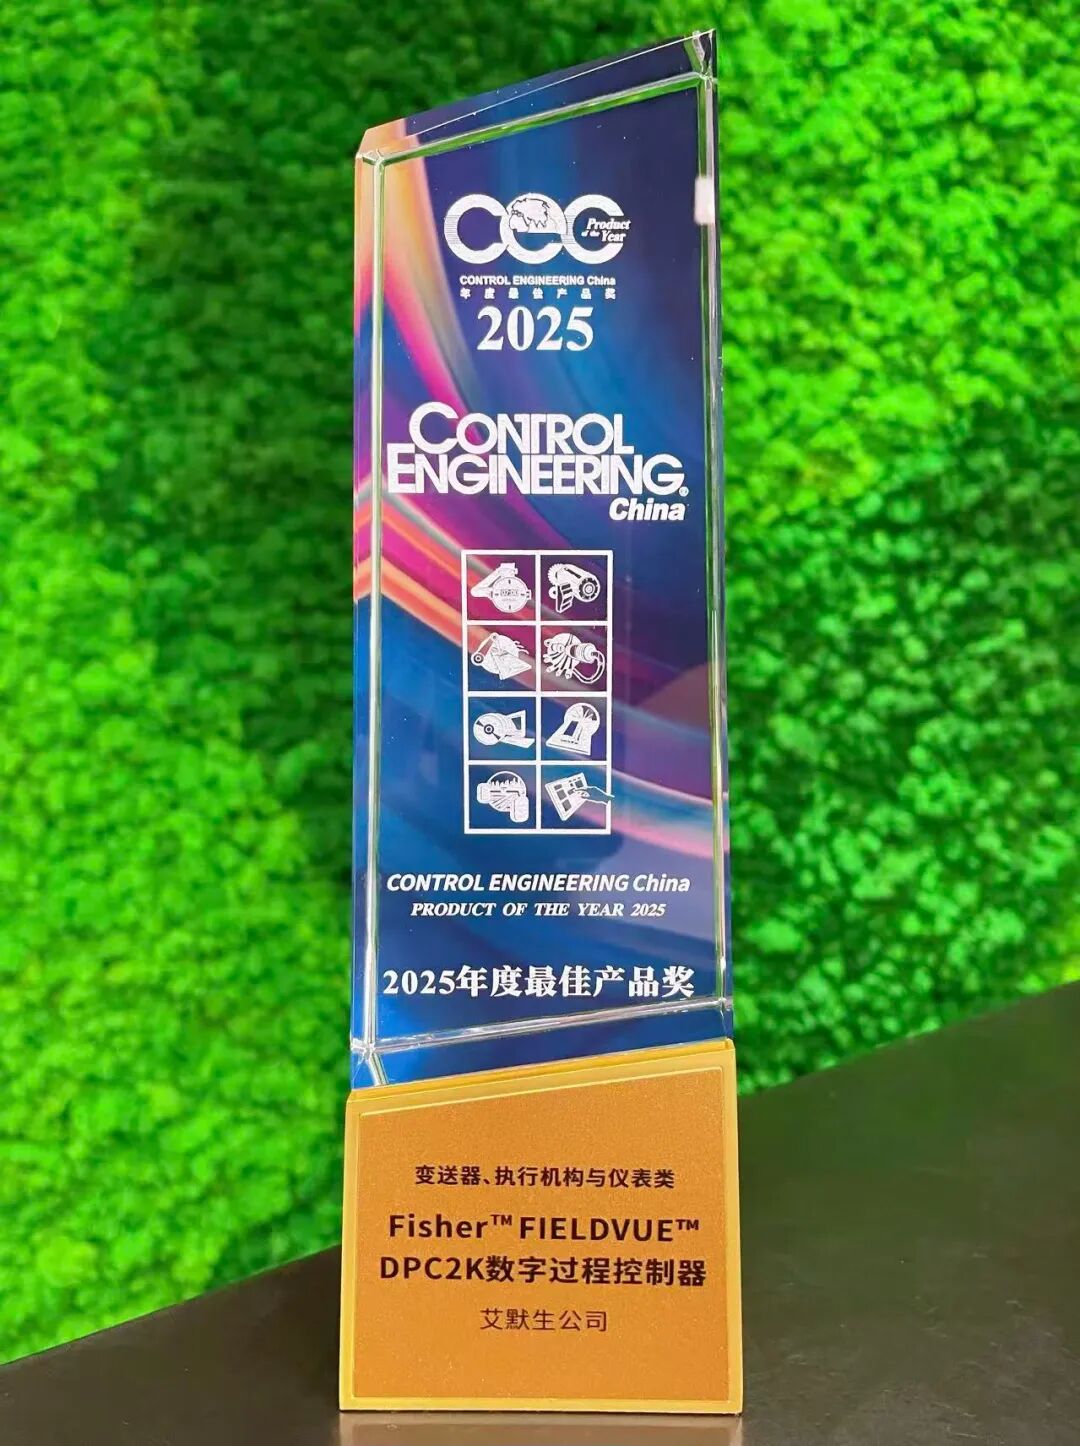 CEC Product
of the Year
CONTROL ENGINEERING China
年度最佳产品奖
2025
CONTROL
ENGINEERING®
China
CONTROL ENGINEERING China
PRODUCT OF THE YEAR 2025
2025年度最佳产品奖
变送器、执行机构与仪表类
Fisher™ FIELDVUE™
DPC2K数字过程控制器
艾默生公司